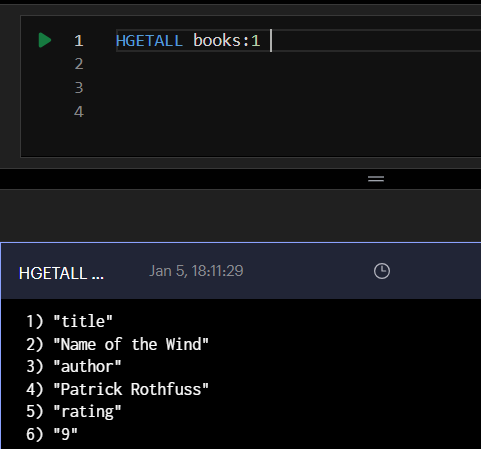 1 HGETALL books:1
2
3
4
HGETALL ... Jan 5, 18:11:29
1) "title"
2) "Name of the Wind"
3) "author"
4) "Patrick Rothfuss"
5) "rating"
6) "9"